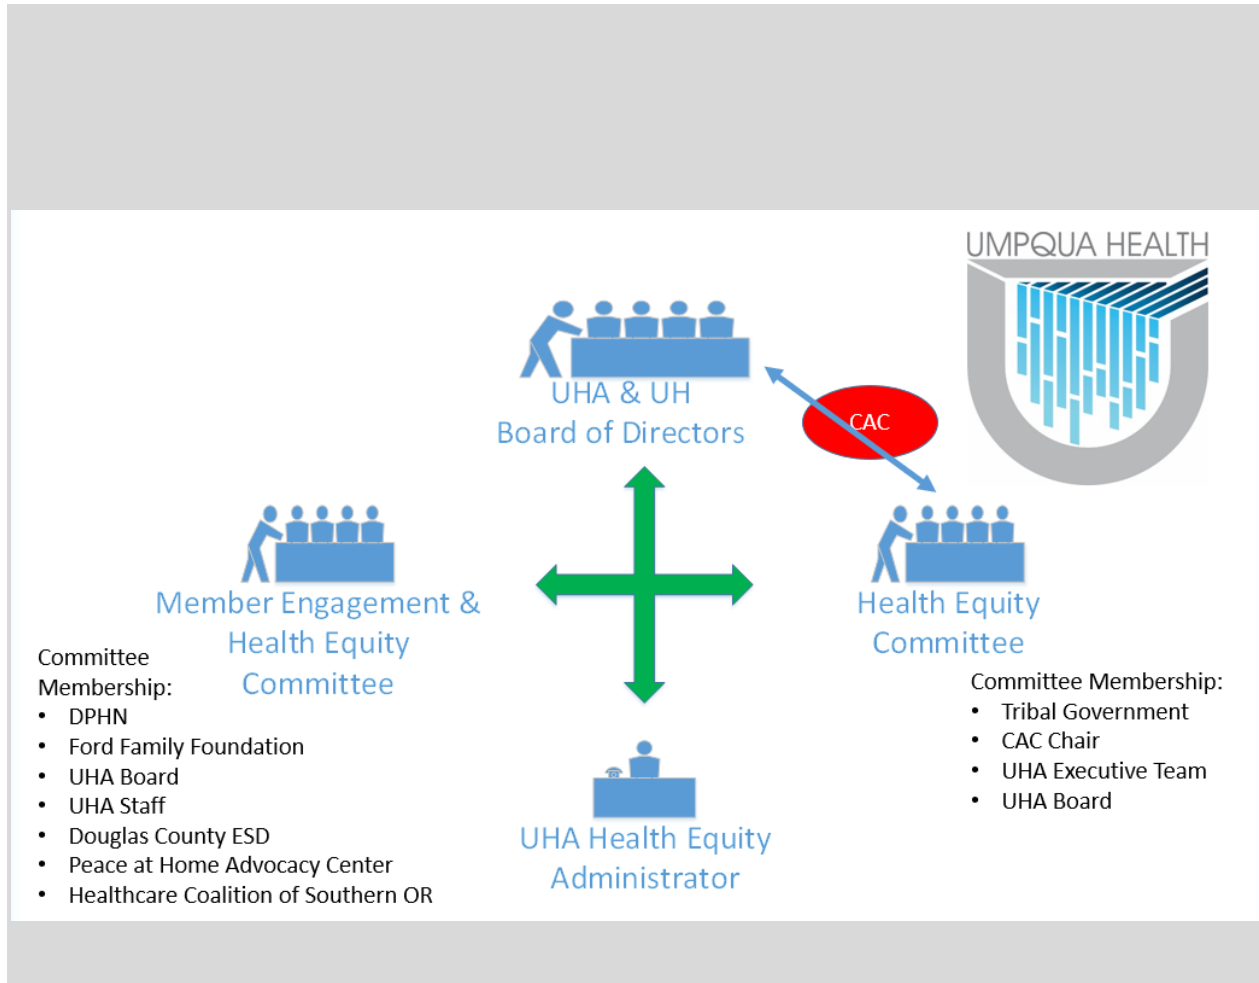 UMPQUA HEALTH
UHA & UH
Board of Directors
CAC
Member Engagement &
Health Equity
Committee
Health Equity
Committee
Committee
Membership:
• DPHN
• Ford Family Foundation
• UHA Board
• UHA Staff
• Douglas County ESD
• Peace at Home Advocacy Center
• Healthcare Coalition of Southern OR
Committee Membership:
• Tribal Government
• CAC Chair
• UHA Executive Team
• UHA Board
UHA Health Equity
Administrator